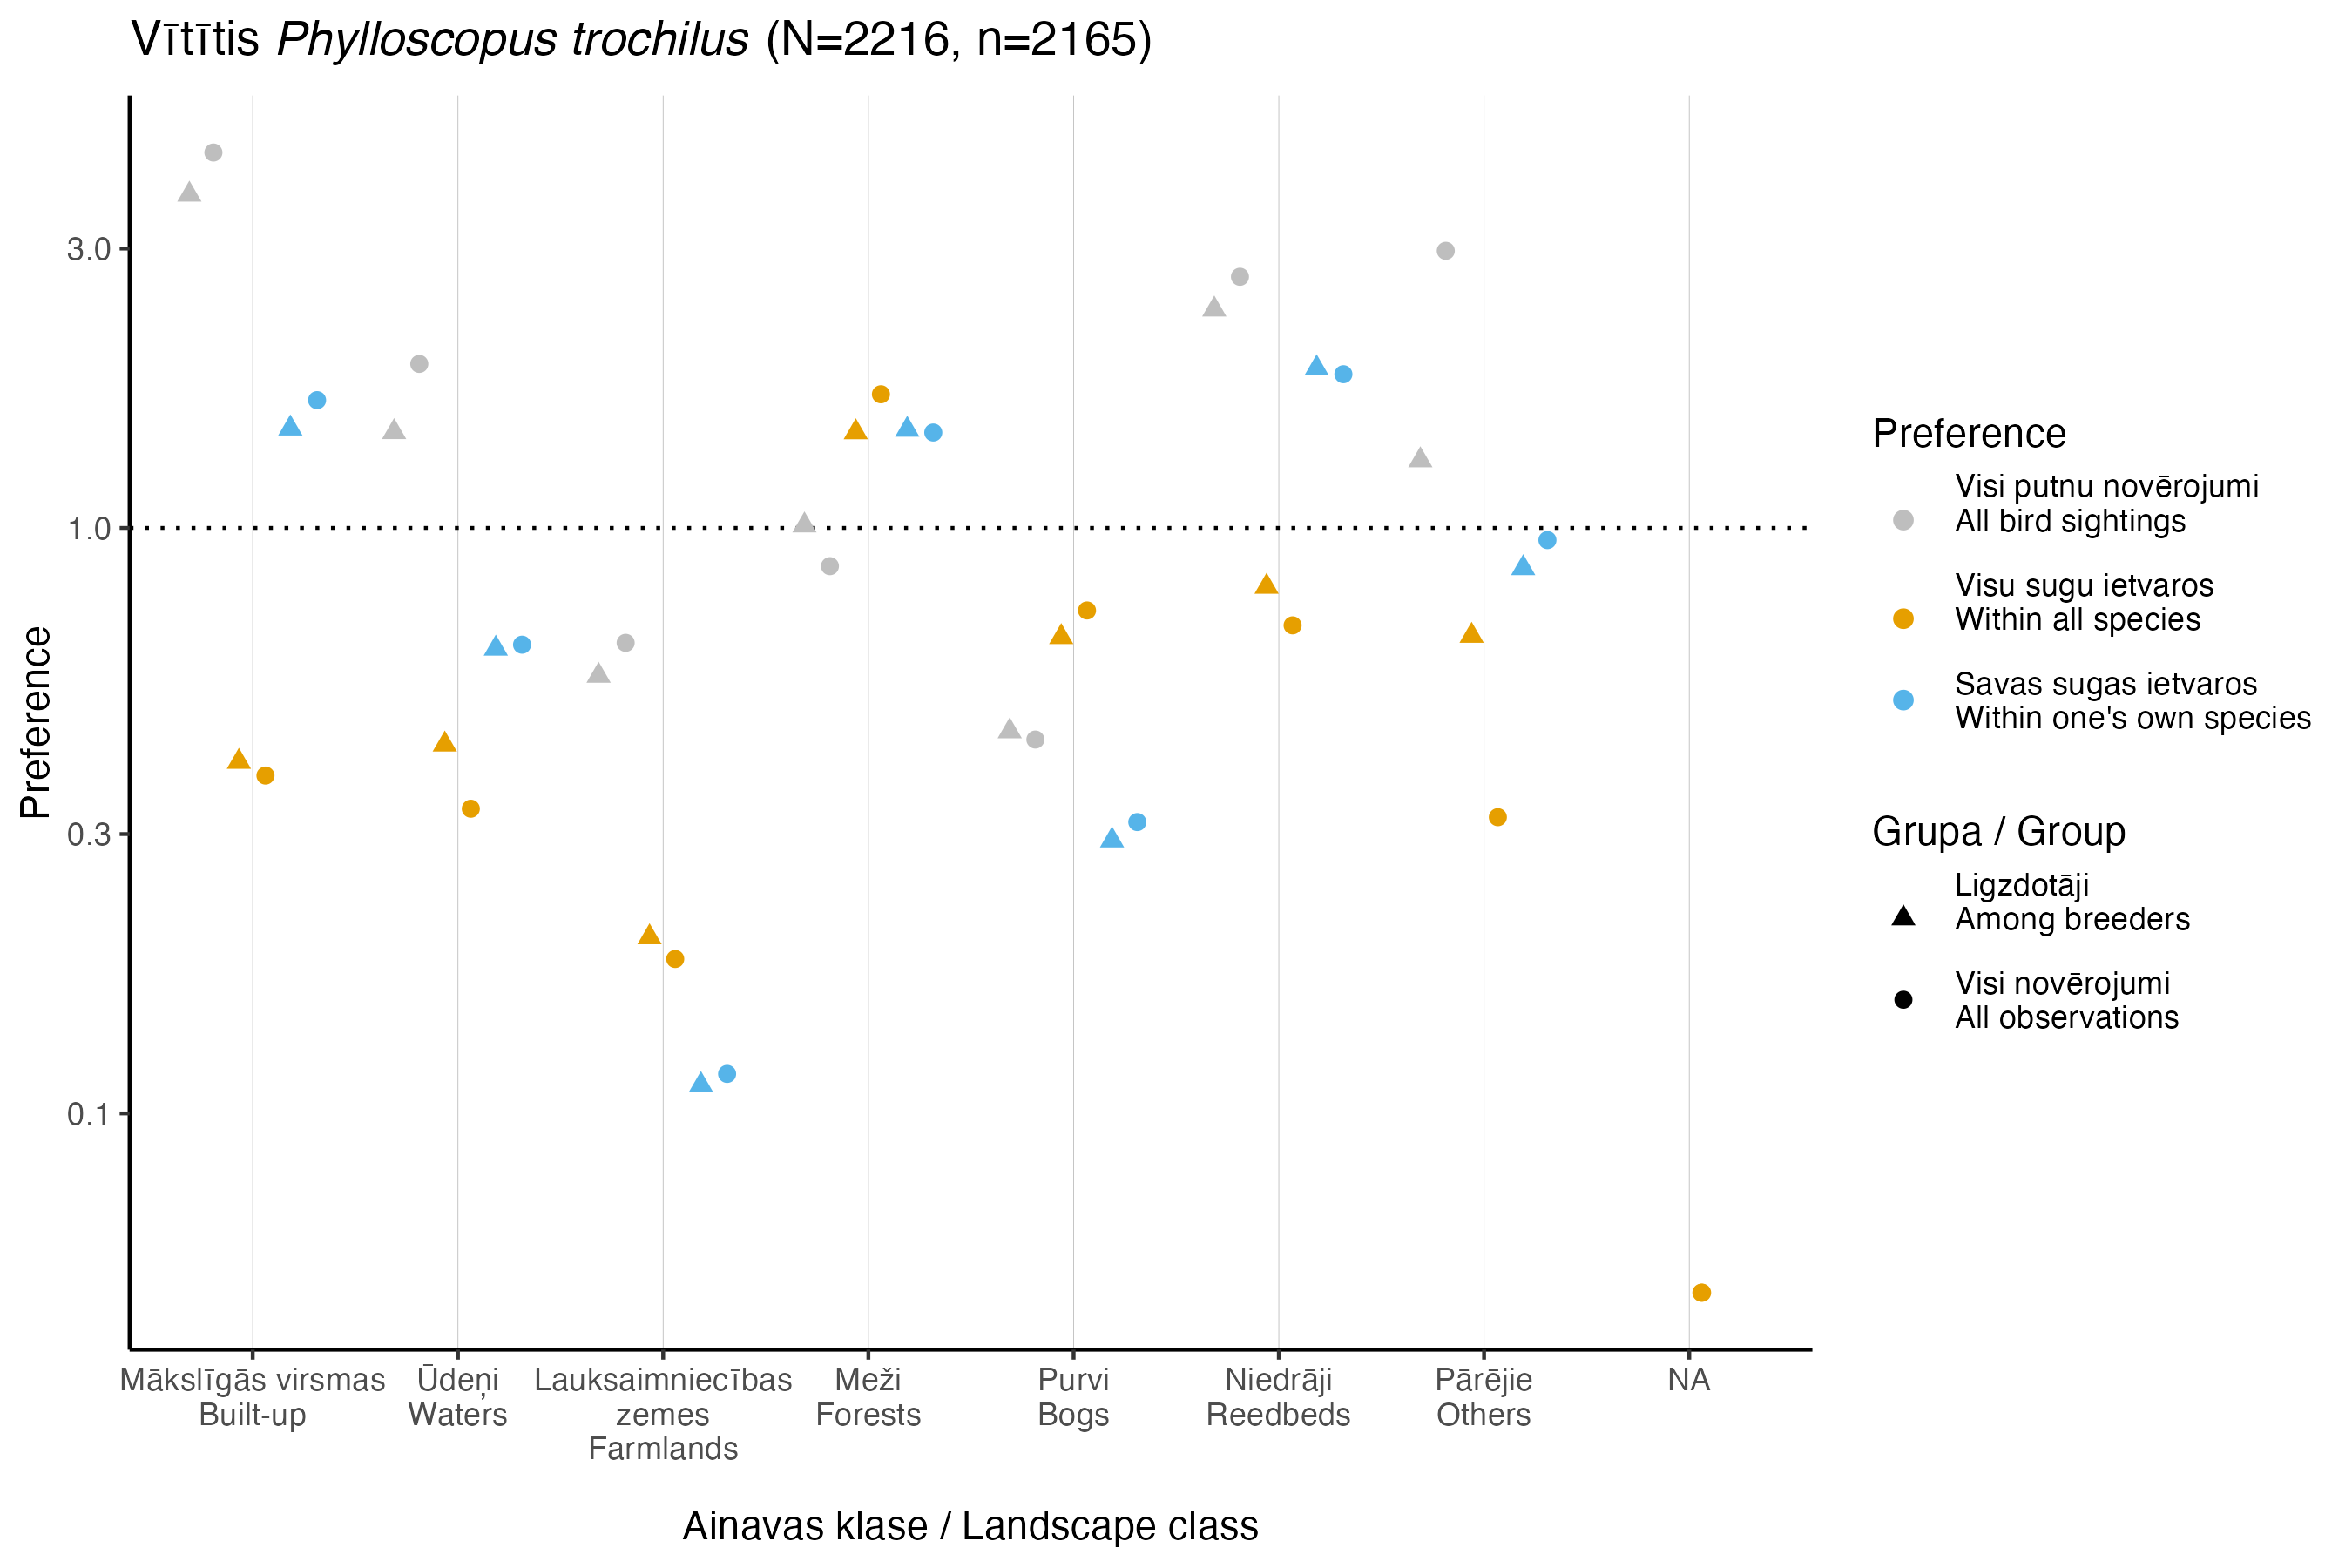 Vītītis Phylloscopus trochilus (N=2216, n=2165)
Preference
3.0
1.0
0.3
0.1
Mākslīgās virsmas
Built-up
Ūdeņi
Waters
Lauksaimniecības
zemes
Farmlands
Meži
Forests
Purvi
Bogs
Niedrāji
Reedbeds
Pārējie
Others
NA
Ainavas klase / Landscape class
Preference
Visi putnu novērojumi
All bird sightings
Visu sugu ietvaros
Within all species
Savas sugas ietvaros
Within one's own species
Grupa / Group
Ligzdotāji
Among breeders
Visi novērojumi
All observations